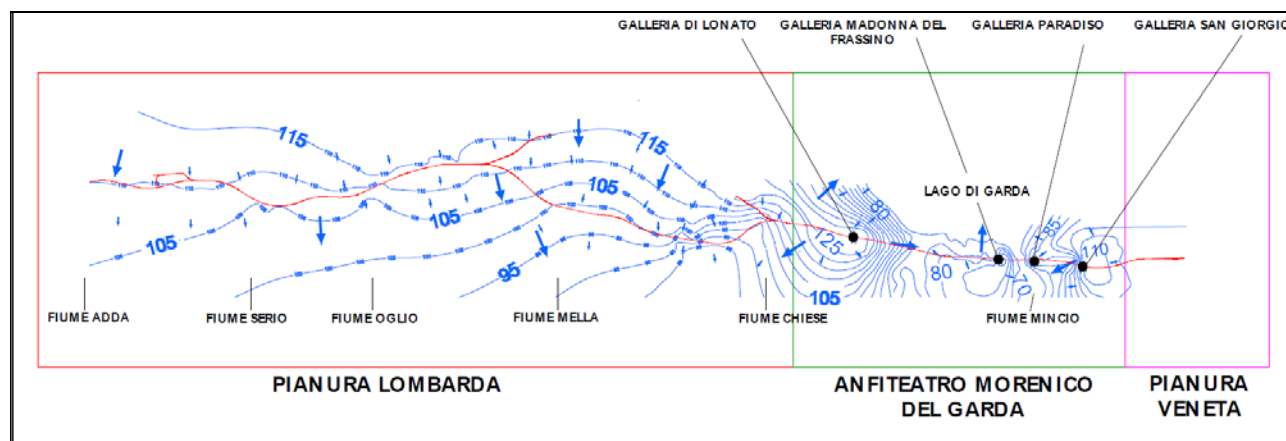 GALLERIA DI LONATO
GALLERIA MADONNA DEL
FRASSINO
GALLERIA PARADISO
GALLERIA SAN GIORGIO
115
115
105
105
105
95
LAGO DI GARDA
80
125
105
80
70
85
110
FIUME ADDA
FIUME SERIO
FIUME OGLIO
FIUME MELLA
FIUME CHIESE
FIUME MINCIO
PIANURA LOMBARDA
ANFITEATRO MORENICO
DEL GARDA
PIANURA
VENETA